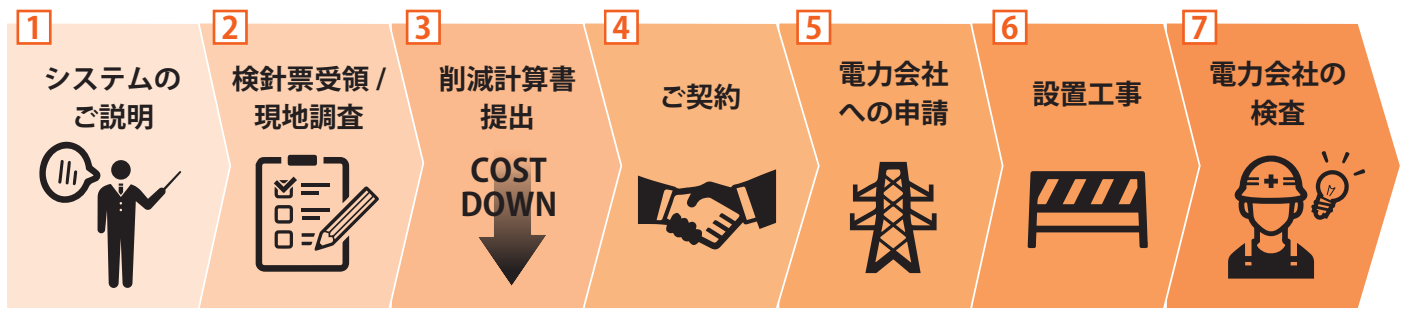 1
システムの
ご説明
2
検針票受領 /
現地調査
3
削減計算書
提出
COST
DOWN
4
ご契約
5
電力会社
への申請
6
設置工事
7
電力会社の
検査